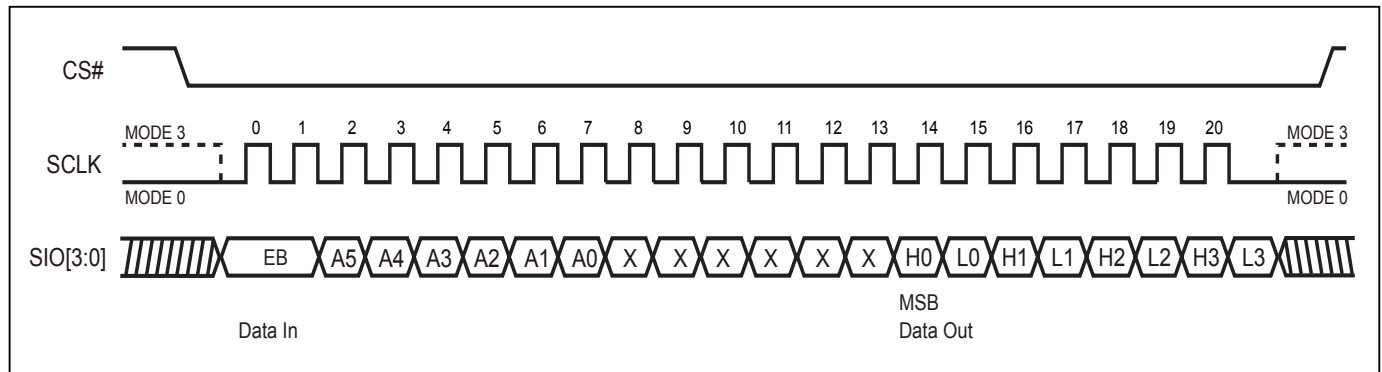 CS#
MODE 3 0 1 2 3 4 5 6 7 8 9 10 11 12 13 14 15 16 17 18 19 20 MODE 3
SCLK
MODE 0 MODE 0
SIO[3:0] EB A5 A4 A3 A2 A1 A0 X X X X X X H0 L0 H1 L1 H2 L2 H3 L3
MSB
Data In Data Out